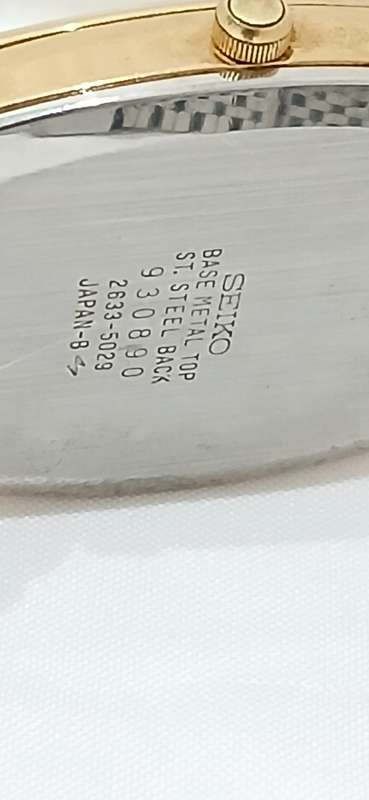 SEIKO
BASE METAL TOP
ST. STEEL BACK
930890
2633-5029
JAPAN-B